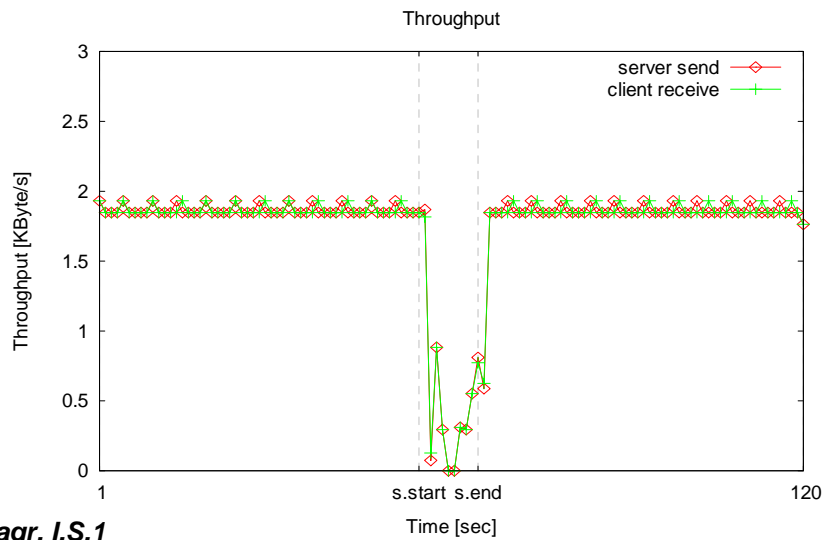 Throughput
3
server send
client receive
2.5
2
Throughput [KByte/s]
1.5
1
0.5
0
1
s.start s.end
120
Time [sec]
agr. I.S.1